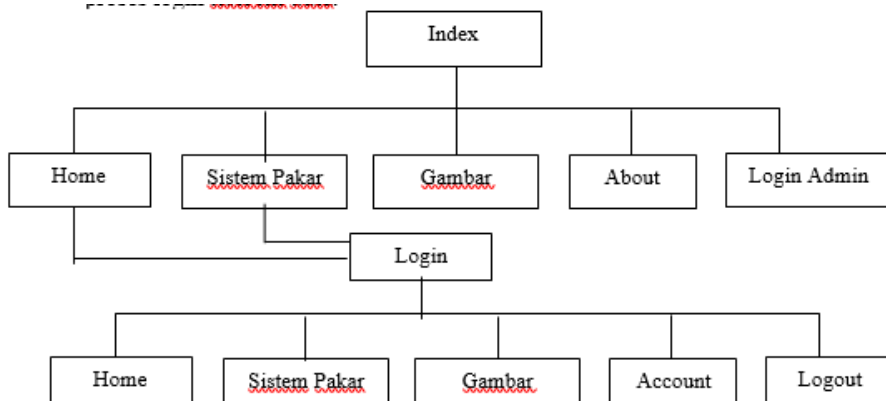 Index
Home
Sistem Pakar
Gambar
About
Login Admin
Login
Home
Sistem Pakar
Gambar
Account
Logout